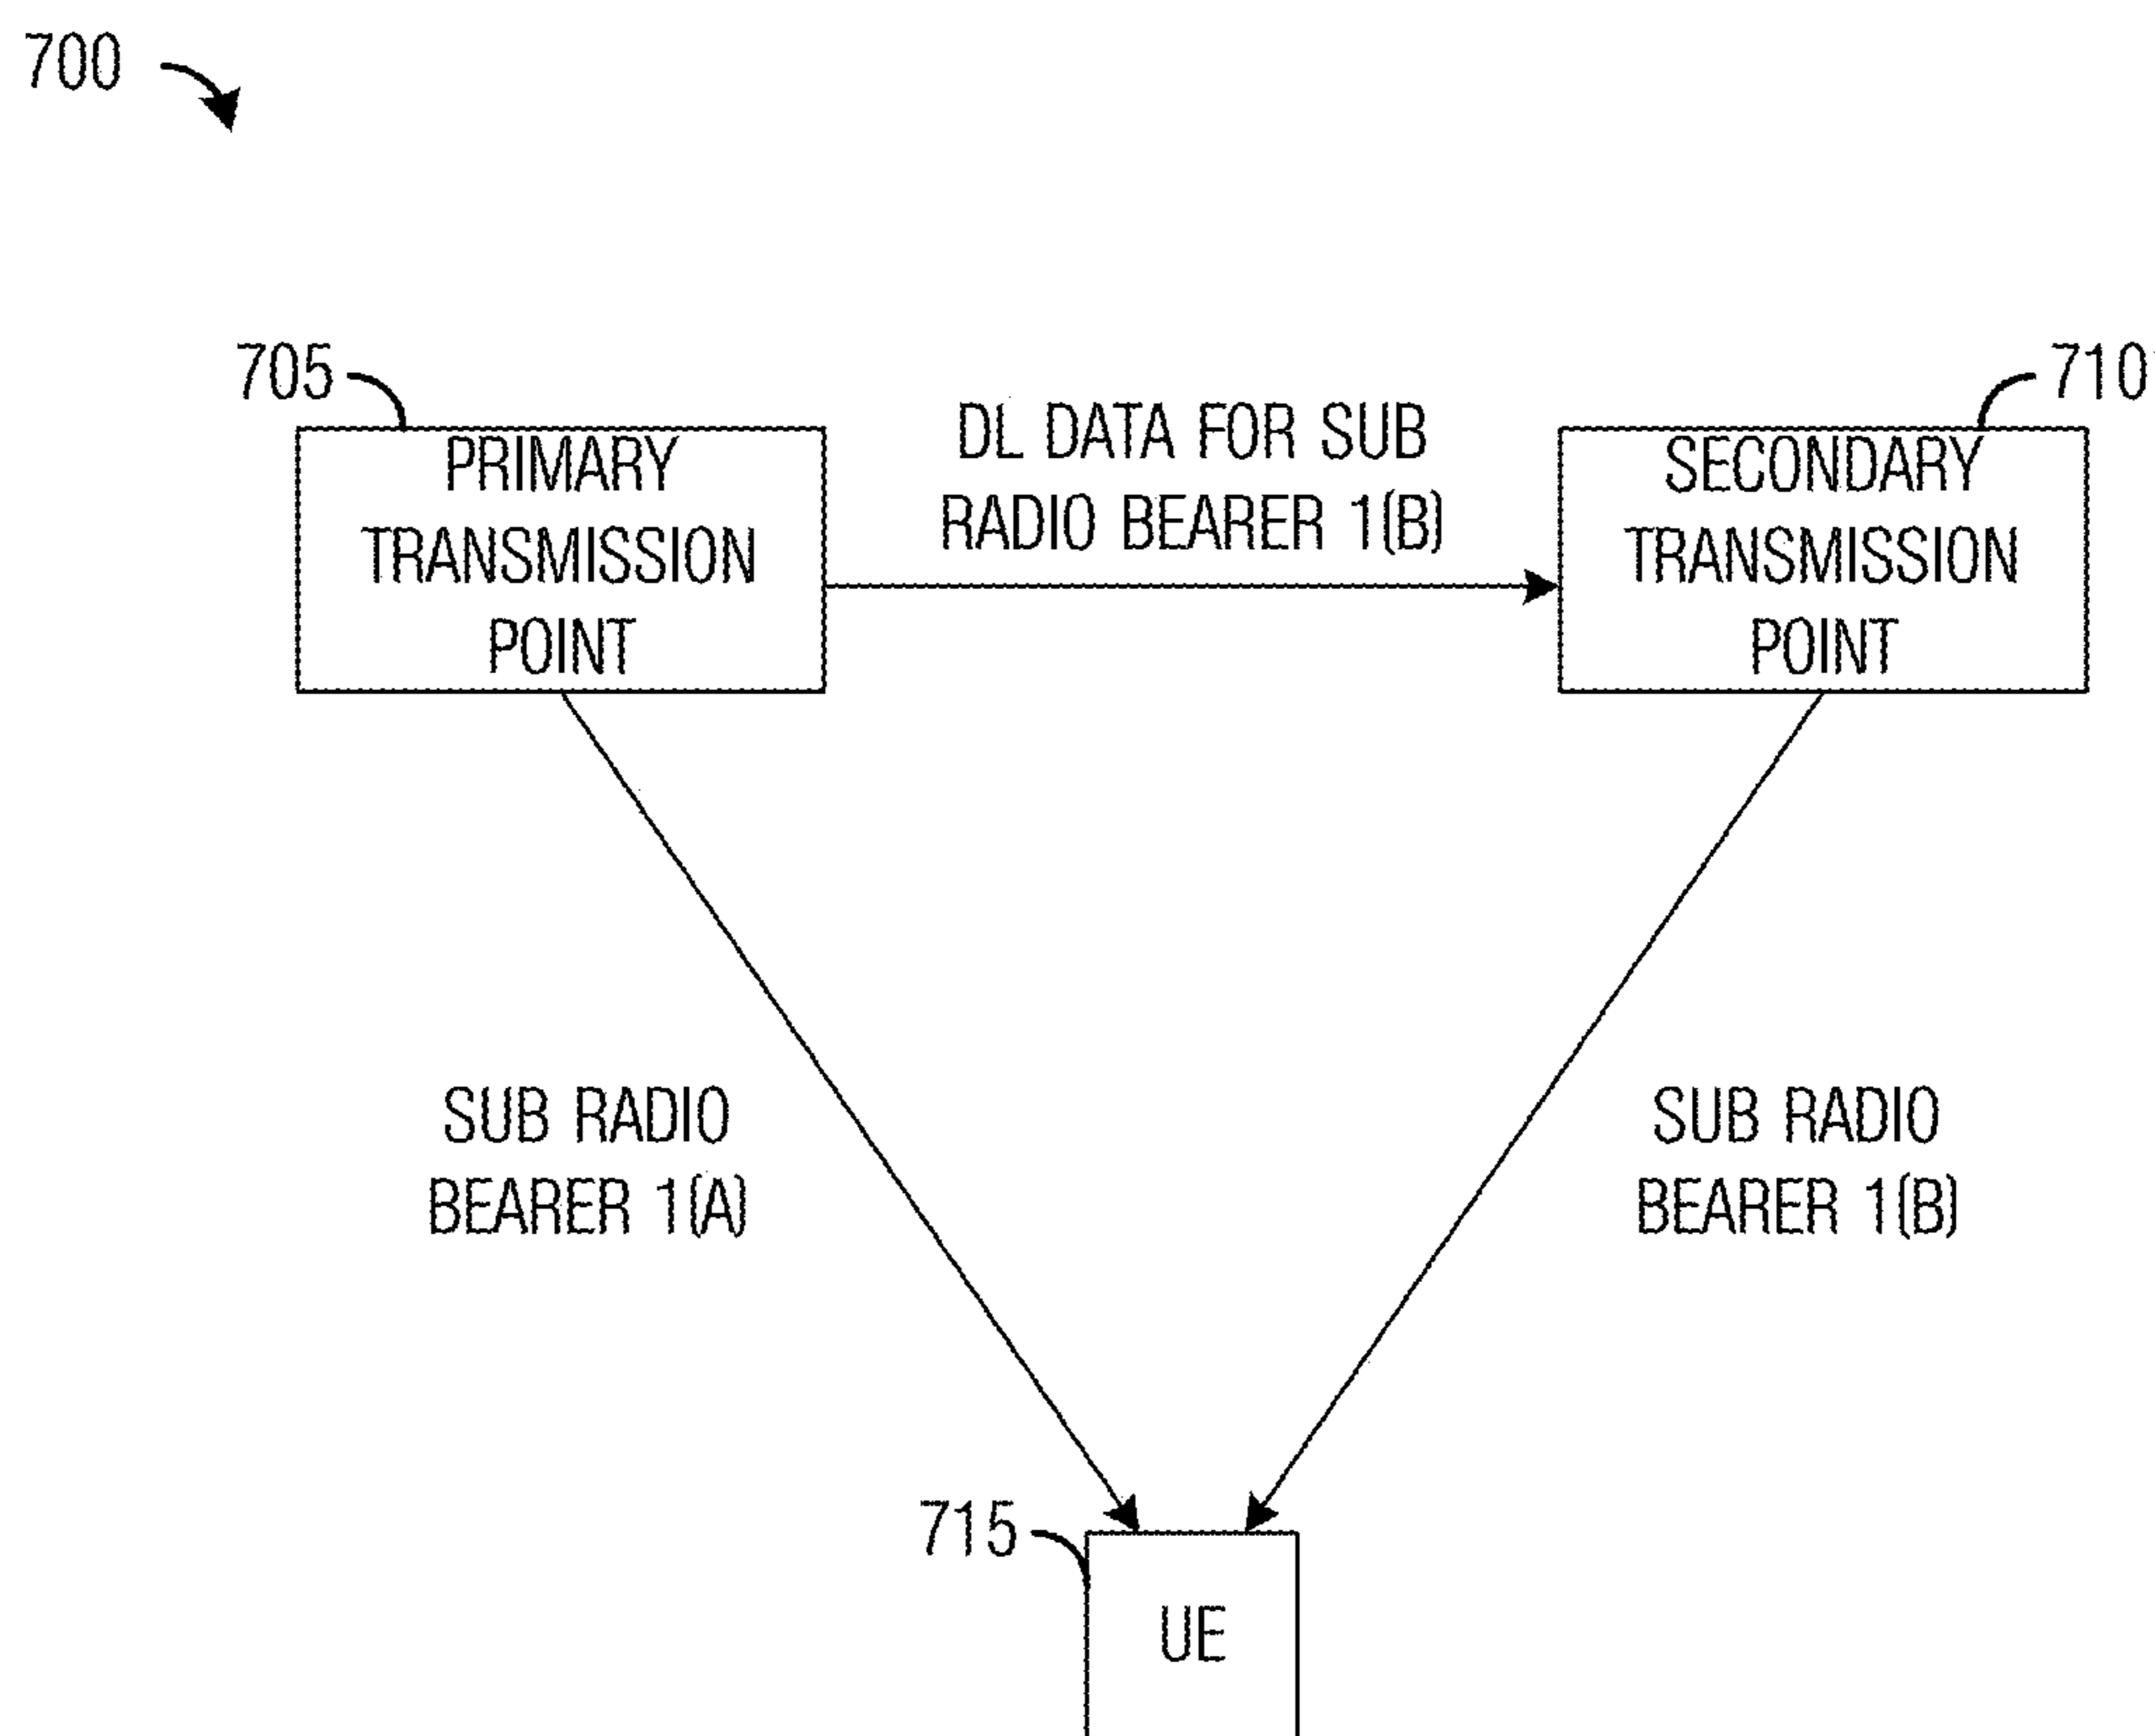 700
705
710
PRIMARY
TRANSMISSION
POINT
DL DATA FOR SUB
RADIO BEARER 1(B)
SECONDARY
TRANSMISSION
POINT
SUB RADIO
BEARER 1(A)
SUB RADIO
BEARER 1(B)
715
UE